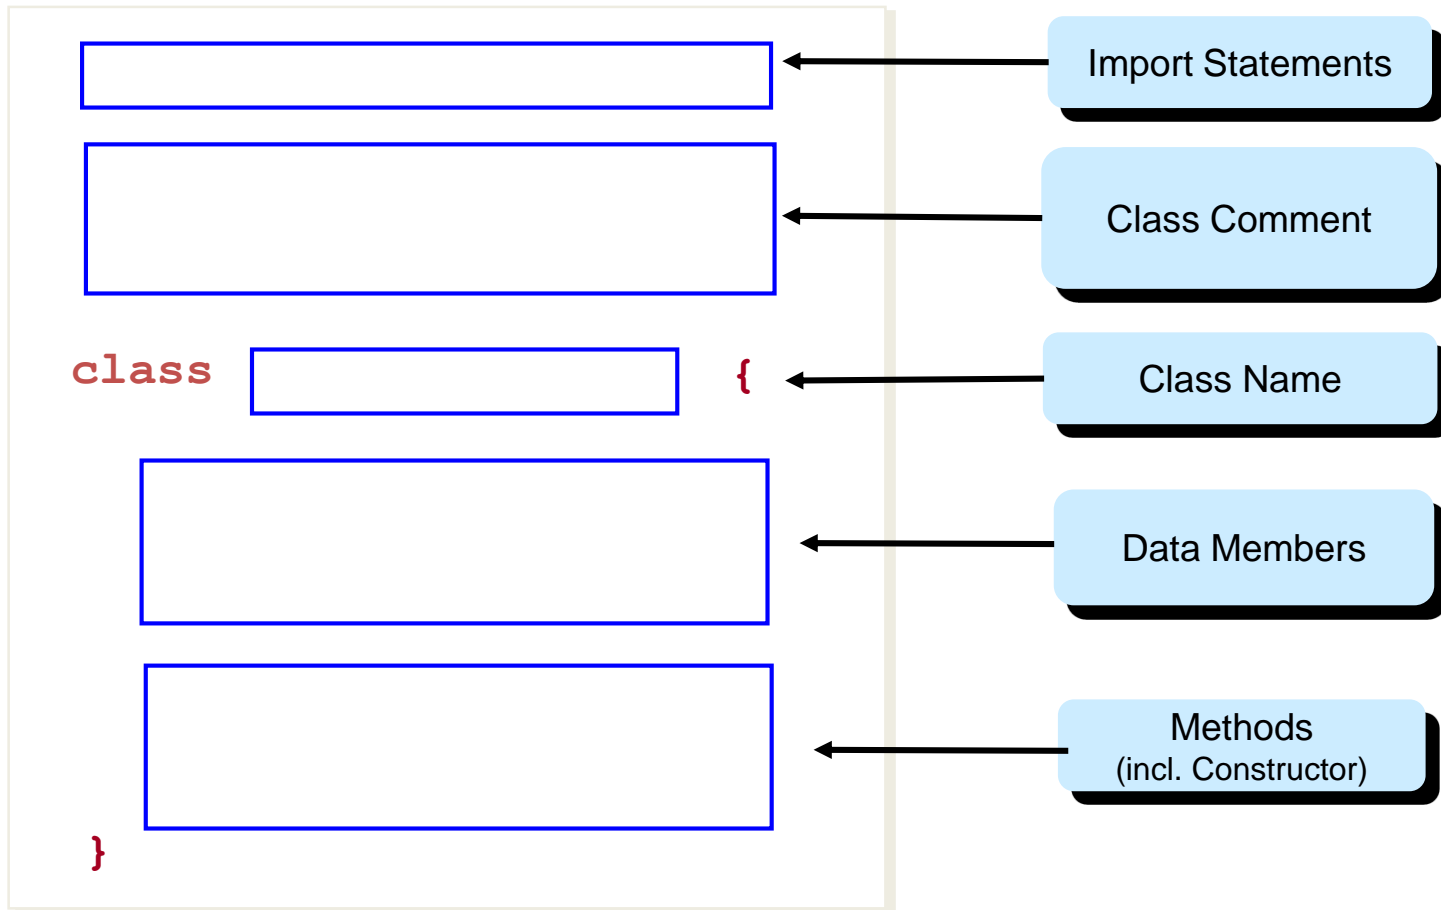 Import Statements
Class Comment
class {
Class Name
Data Members
Methods
(incl. Constructor)
}